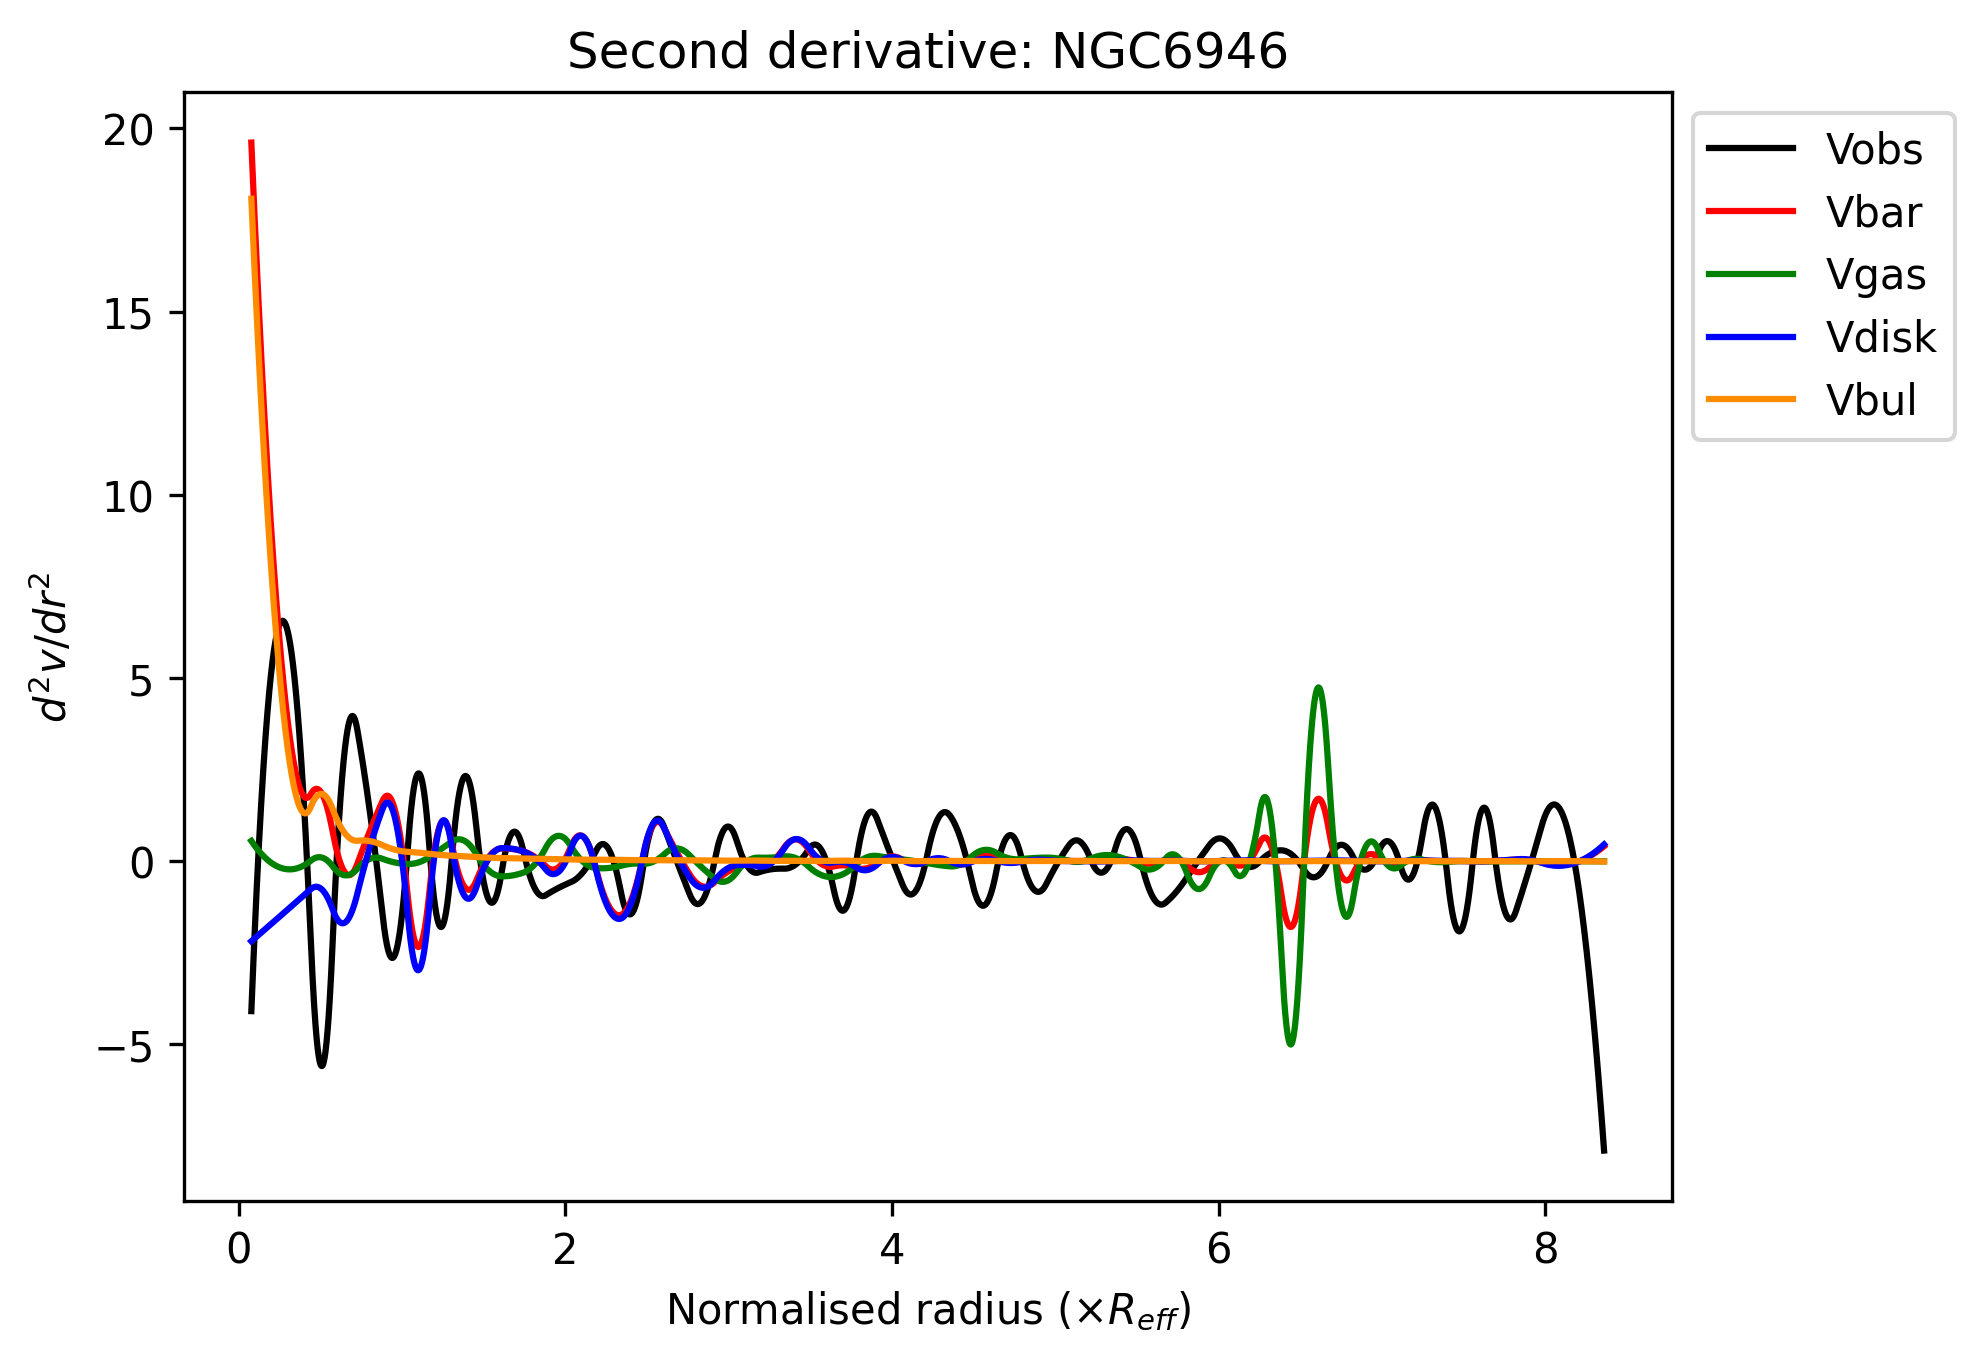 Second derivative: NGC6946
20
15
10
5
0
−5
d²v/dr²
0 2 4 6 8
Normalised radius (×R_eff)
Vobs
Vbar
Vgas
Vdisk
Vbul